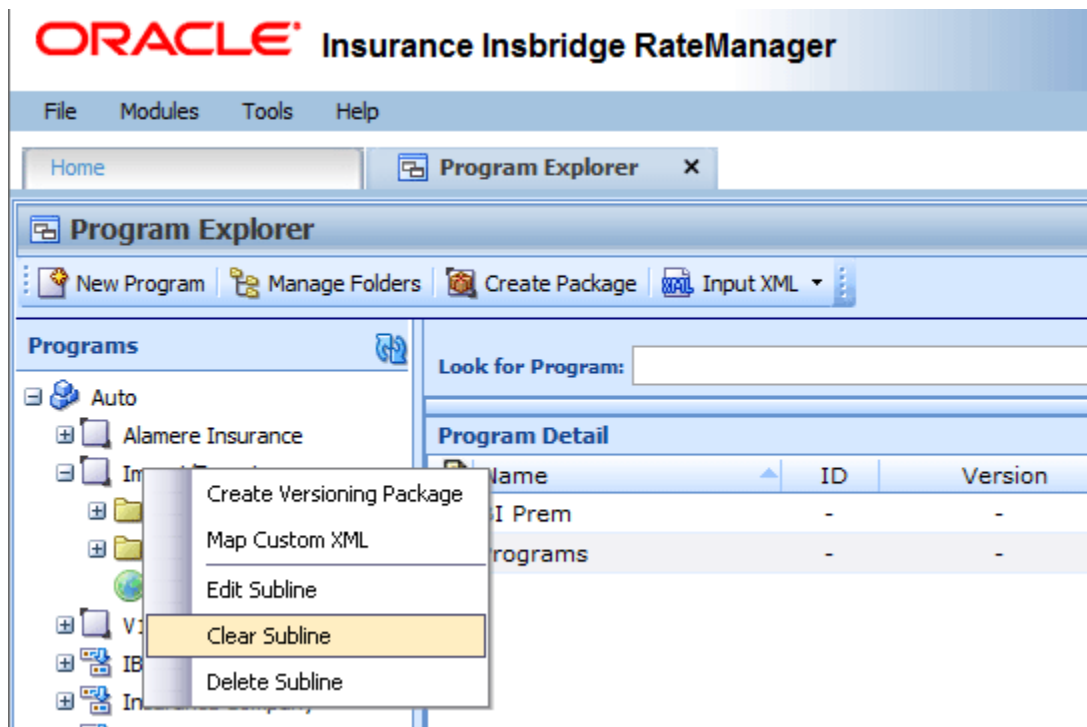 ORACLE Insurance Insbridge RateManager
File Modules Tools Help
Home Program Explorer x
Program Explorer
New Program Manage Folders Create Package XML Input XML
Programs
Look for Program:
Auto
Alamere Insurance
Program Detail
Name ID Version
Create Versioning Package
Prem - -
Map Custom XML
Programs - -
Edit Subline
Clear Subline
Delete Subline